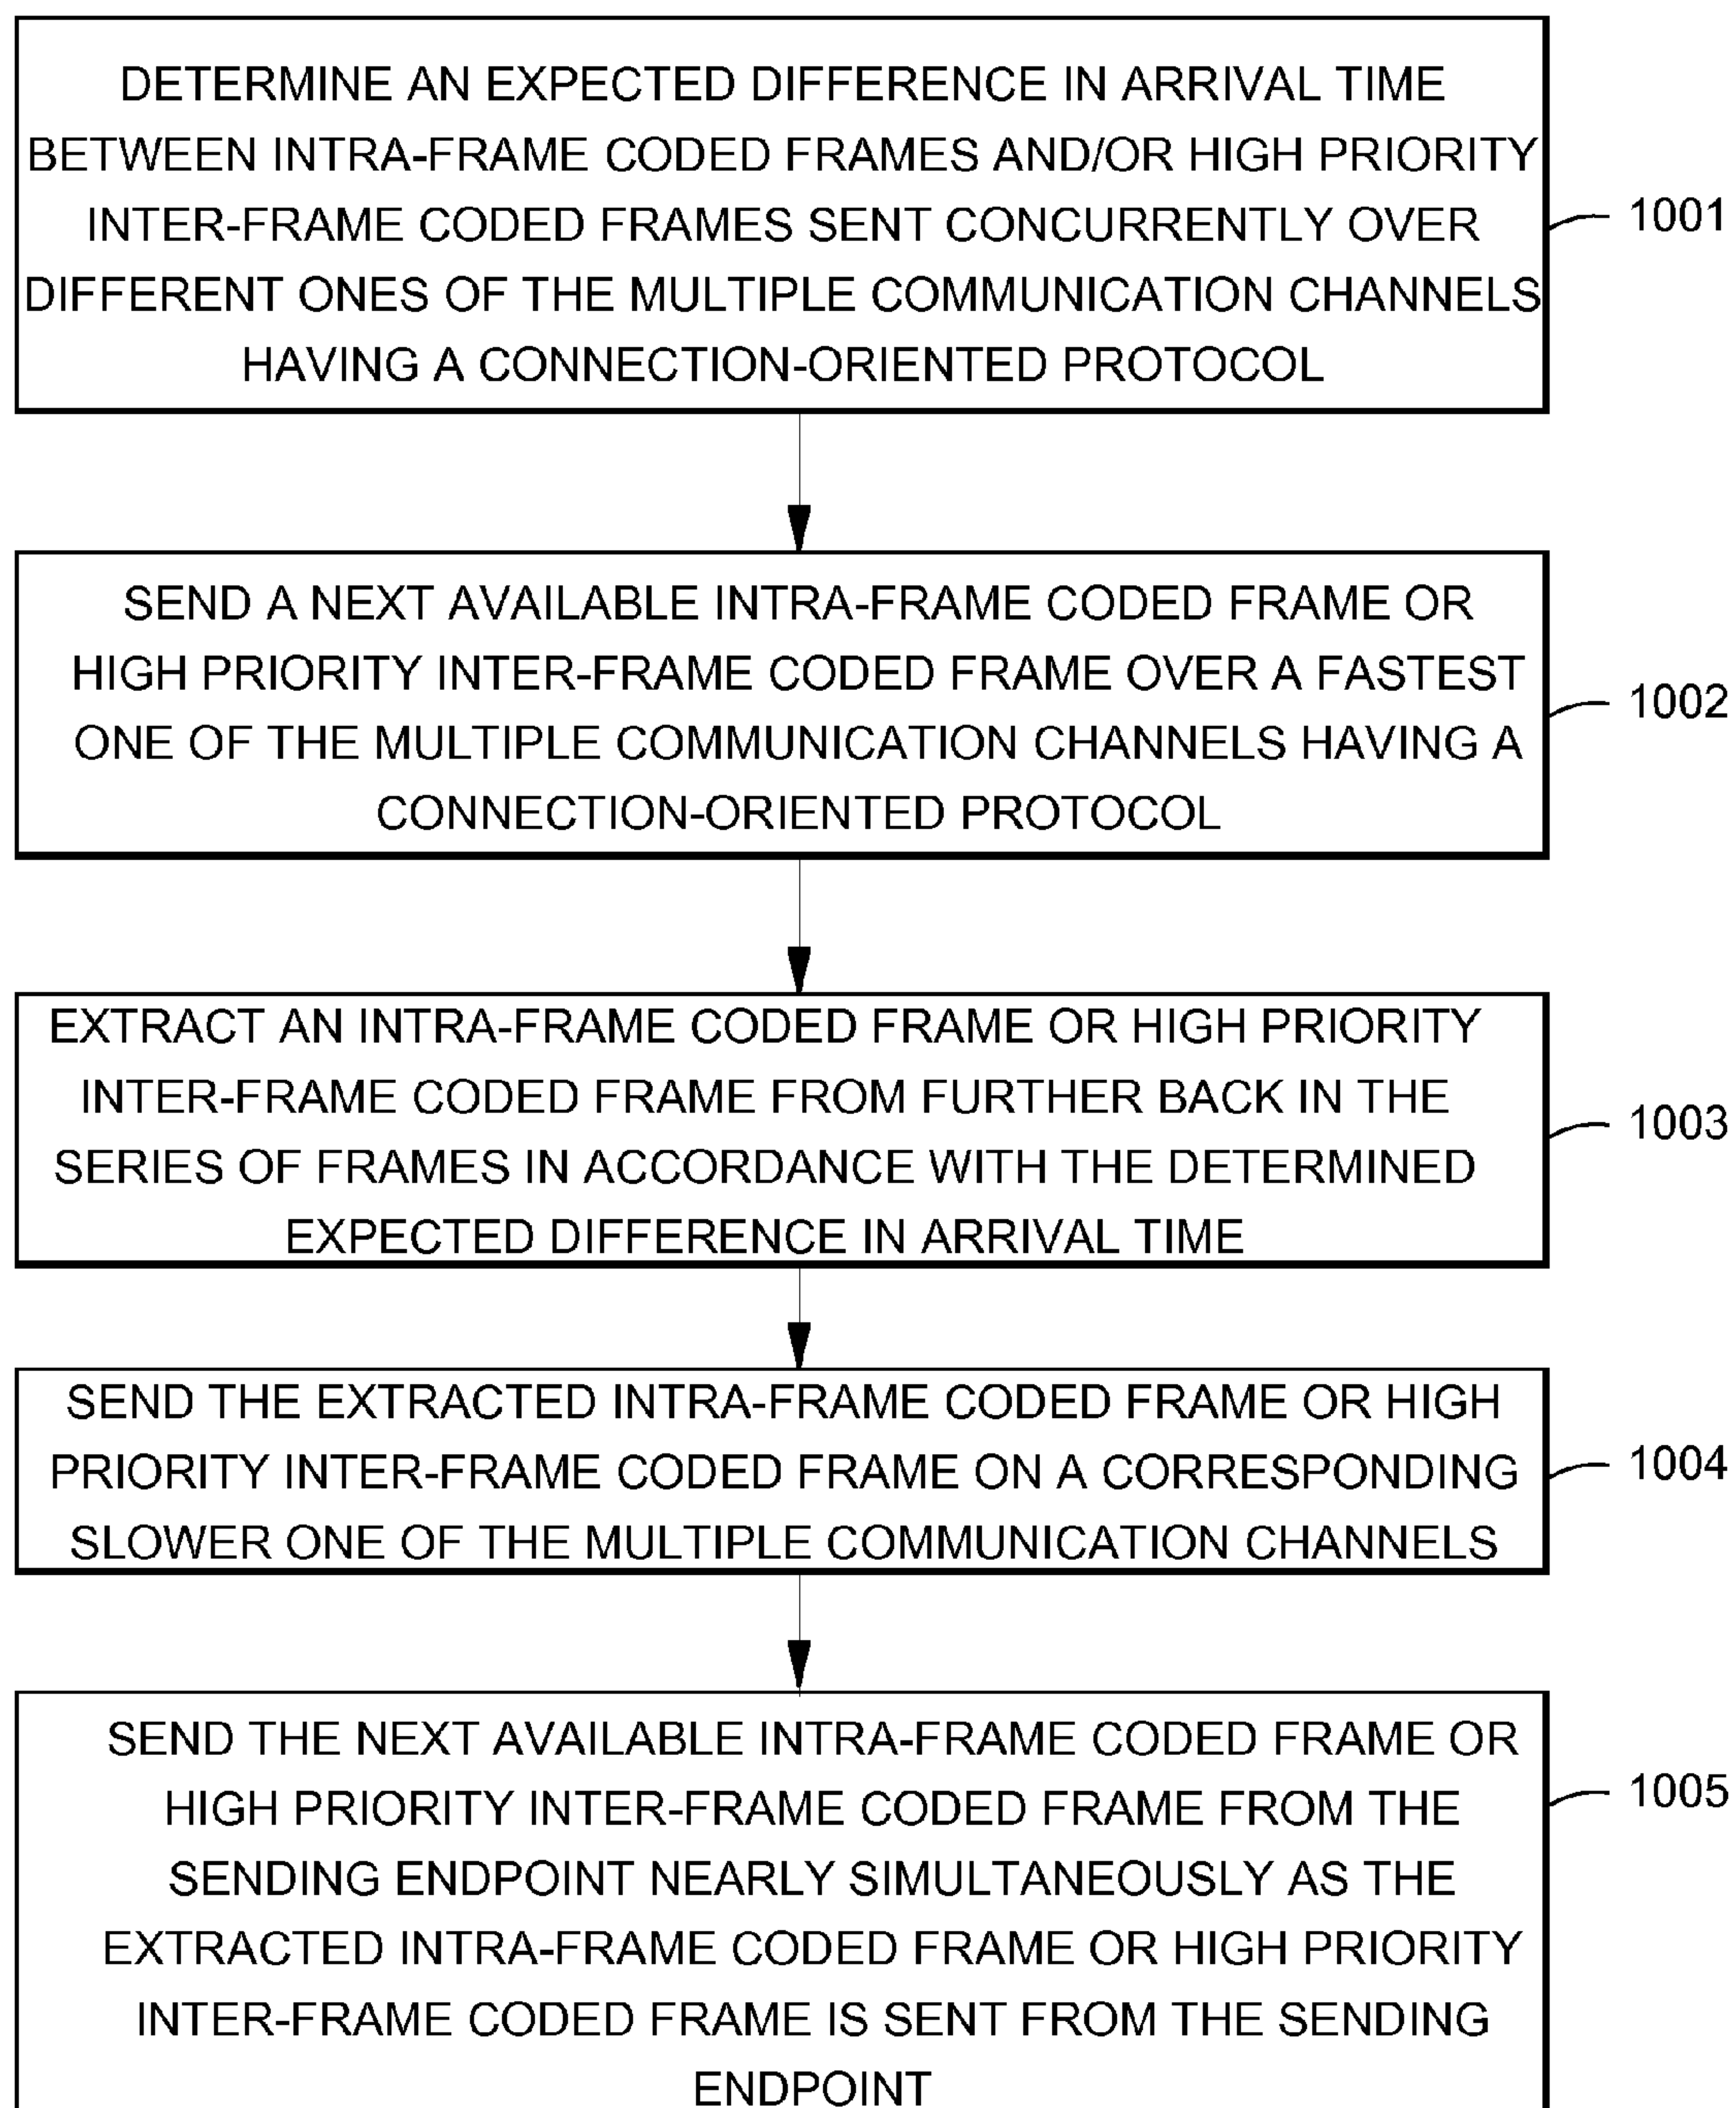 DETERMINE AN EXPECTED DIFFERENCE IN ARRIVAL TIME
BETWEEN INTRA-FRAME CODED FRAMES AND/OR HIGH PRIORITY
INTER-FRAME CODED FRAMES SENT CONCURRENTLY OVER
DIFFERENT ONES OF THE MULTIPLE COMMUNICATION CHANNELS
HAVING A CONNECTION-ORIENTED PROTOCOL
1001
SEND A NEXT AVAILABLE INTRA-FRAME CODED FRAME OR
HIGH PRIORITY INTER-FRAME CODED FRAME OVER A FASTEST
ONE OF THE MULTIPLE COMMUNICATION CHANNELS HAVING A
CONNECTION-ORIENTED PROTOCOL
1002
EXTRACT AN INTRA-FRAME CODED FRAME OR HIGH PRIORITY
INTER-FRAME CODED FRAME FROM FURTHER BACK IN THE
SERIES OF FRAMES IN ACCORDANCE WITH THE DETERMINED
EXPECTED DIFFERENCE IN ARRIVAL TIME
1003
SEND THE EXTRACTED INTRA-FRAME CODED FRAME OR HIGH
PRIORITY INTER-FRAME CODED FRAME ON A CORRESPONDING
SLOWER ONE OF THE MULTIPLE COMMUNICATION CHANNELS
1004
SEND THE NEXT AVAILABLE INTRA-FRAME CODED FRAME OR
HIGH PRIORITY INTER-FRAME CODED FRAME FROM THE
SENDING ENDPOINT NEARLY SIMULTANEOUSLY AS THE
EXTRACTED INTRA-FRAME CODED FRAME OR HIGH PRIORITY
INTER-FRAME CODED FRAME IS SENT FROM THE SENDING
ENDPOINT
1005